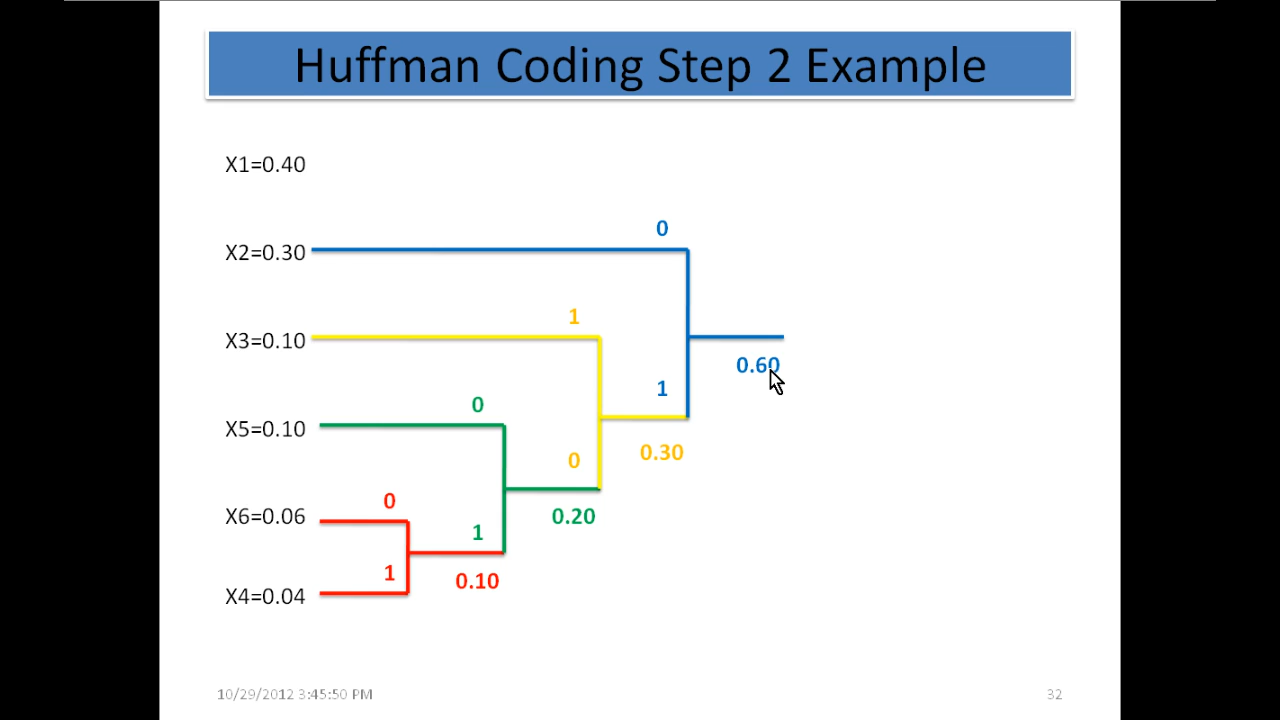 Huffman Coding Step 2 Example
X1=0.40
0
X2=0.30
1
X3=0.10
0.60
1
0
X5=0.10
0.30
0
0
X6=0.06
0.20
1
1
0.10
X4=0.04
10/29/2012 3:45:50 PM
32